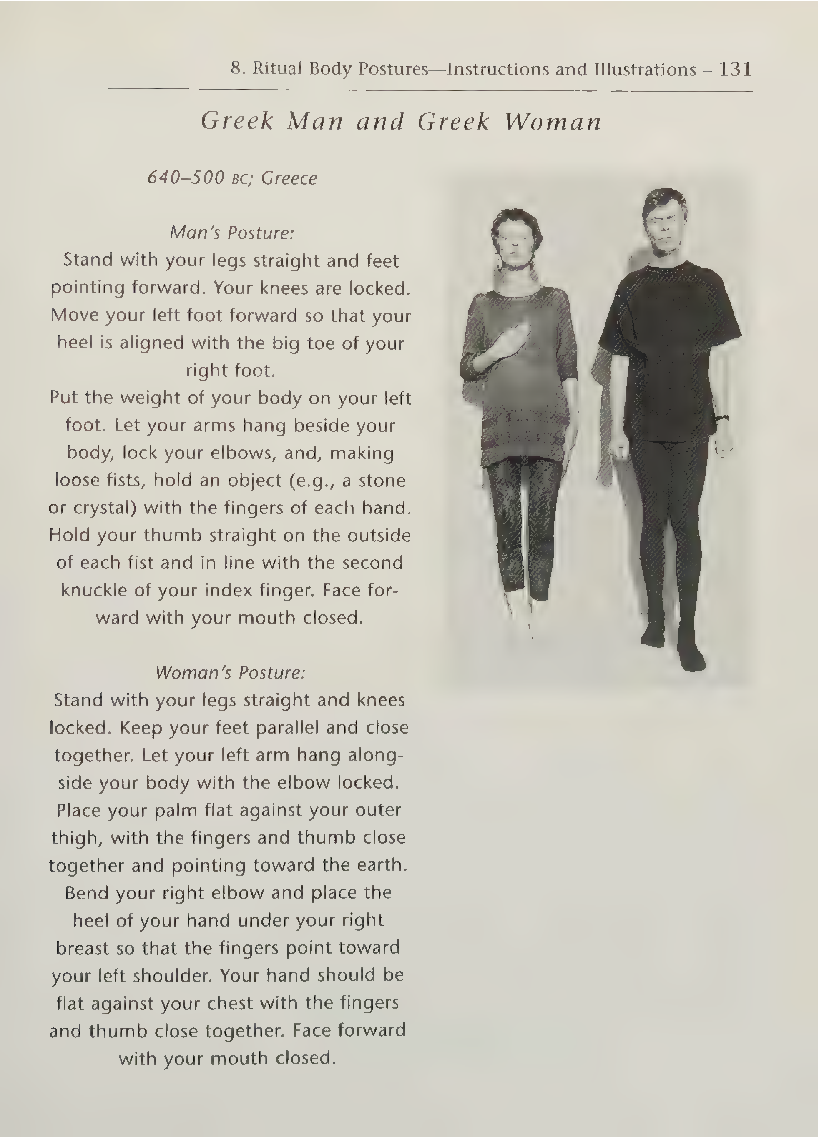 8. Ritual Body Postures—Instructions and Illustrations – 131
Greek Man and Greek Woman
640–500 BC; Greece
Man's Posture:
Stand with your legs straight and feet
pointing forward. Your knees are locked.
Move your left foot forward so that your
heel is aligned with the big toe of your
right foot.
Put the weight of your body on your left
foot. Let your arms hang beside your
body, lock your elbows, and, making
loose fists, hold an object (e.g., a stone
or crystal) with the fingers of each hand.
Hold your thumb straight on the outside
of each fist and in line with the second
knuckle of your index finger. Face for-
ward with your mouth closed.
Woman's Posture:
Stand with your legs straight and knees
locked. Keep your feet parallel and close
together. Let your left arm hang along-
side your body with the elbow locked.
Place your palm flat against your outer
thigh, with the fingers and thumb close
together and pointing toward the earth.
Bend your right elbow and place the
heel of your hand under your right
breast so that the fingers point toward
your left shoulder. Your hand should be
flat against your chest with the fingers
and thumb close together. Face forward
with your mouth closed.